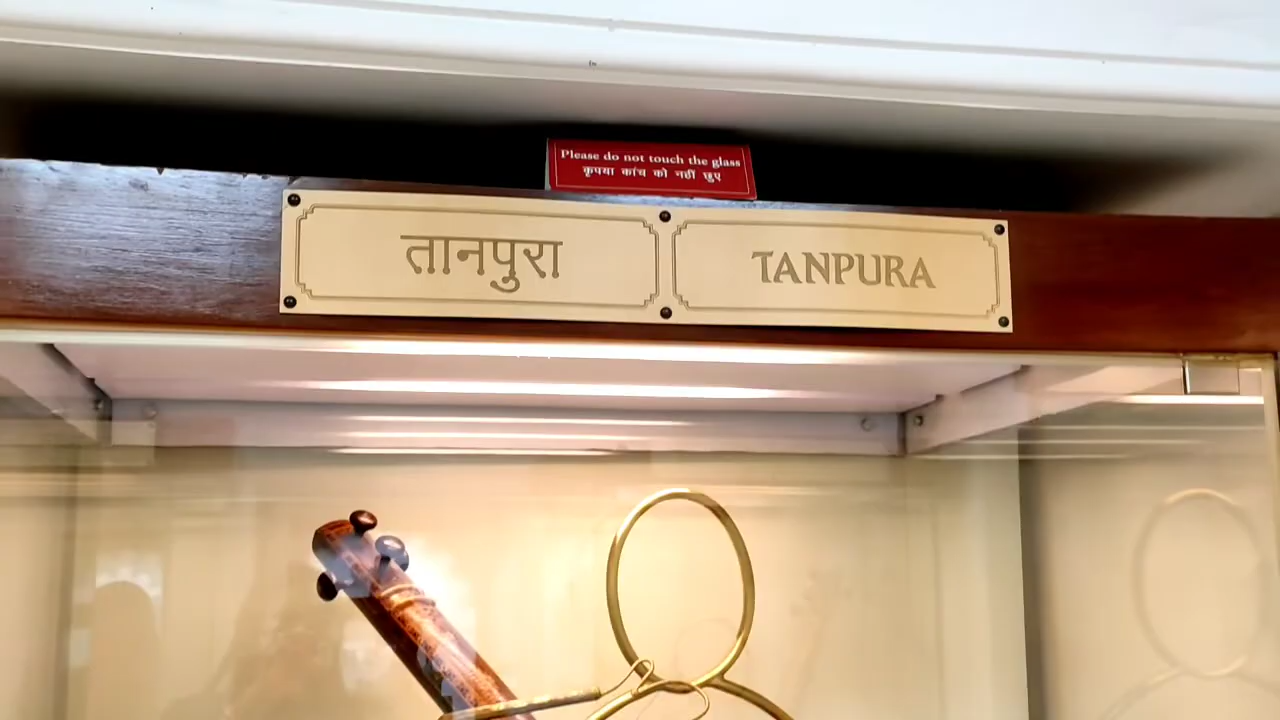 Please do not touch the glass
कृपया कांच को नहीं छुए
तानपुरा
TANPURA